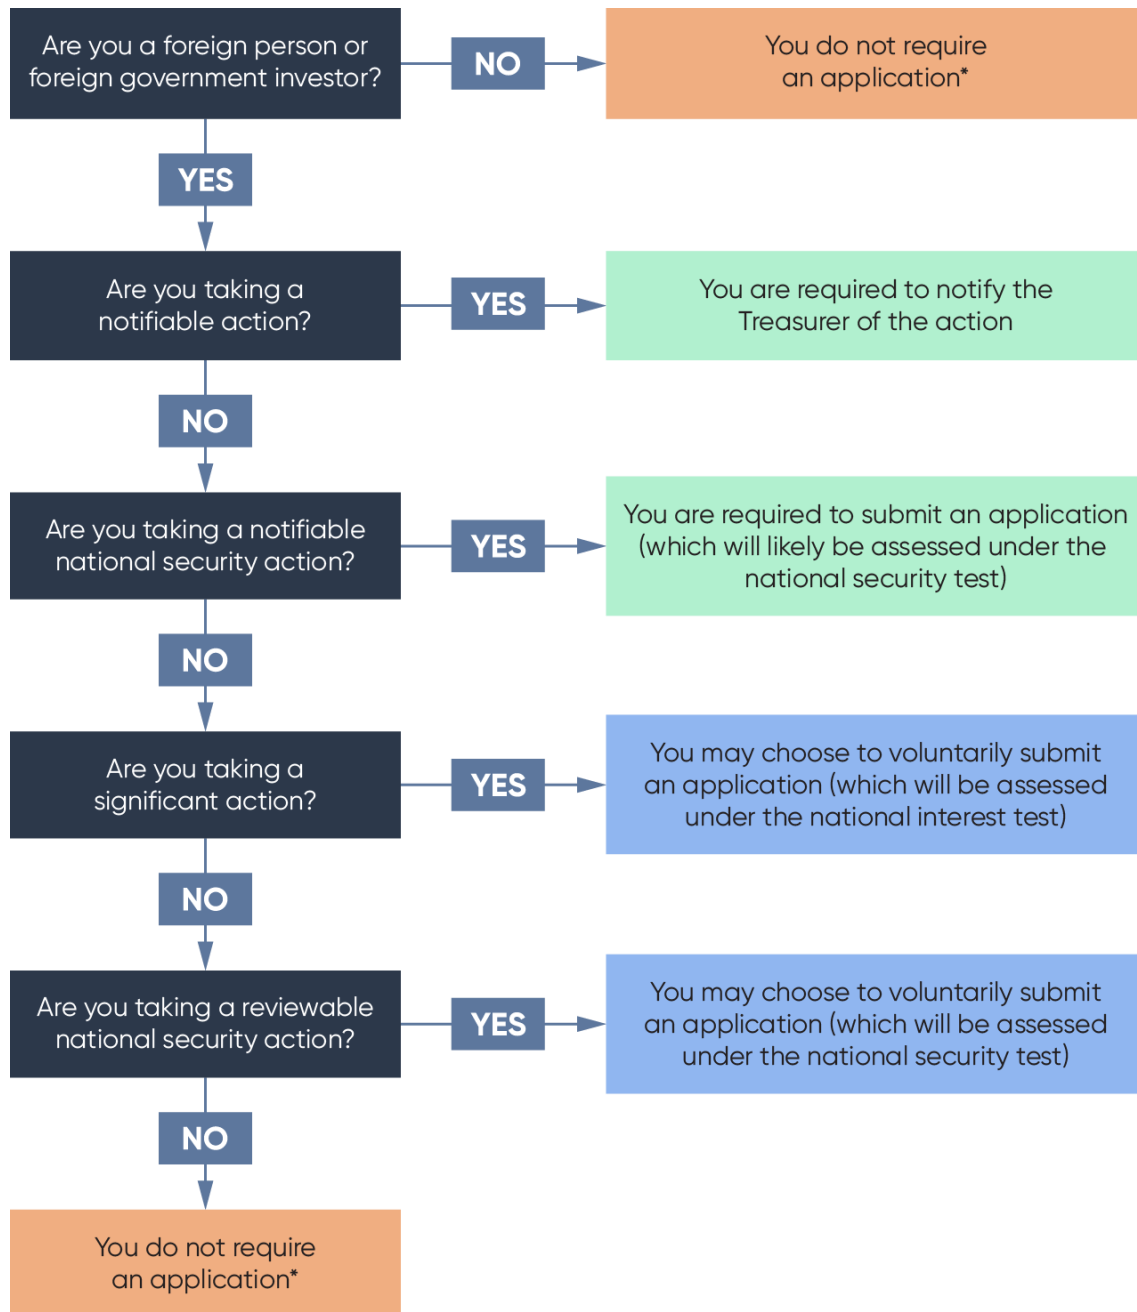 Are you a foreign person or
foreign government investor?
NO
You do not require
an application*
YES
Are you taking a
notifiable action?
YES
You are required to notify the
Treasurer of the action
NO
Are you taking a notifiable
national security action?
YES
You are required to submit an application
(which will likely be assessed under the
national security test)
NO
Are you taking a
significant action?
YES
You may choose to voluntarily submit
an application (which will be assessed
under the national interest test)
NO
Are you taking a reviewable
national security action?
YES
You may choose to voluntarily submit
an application (which will be assessed
under the national security test)
NO
You do not require
an application*